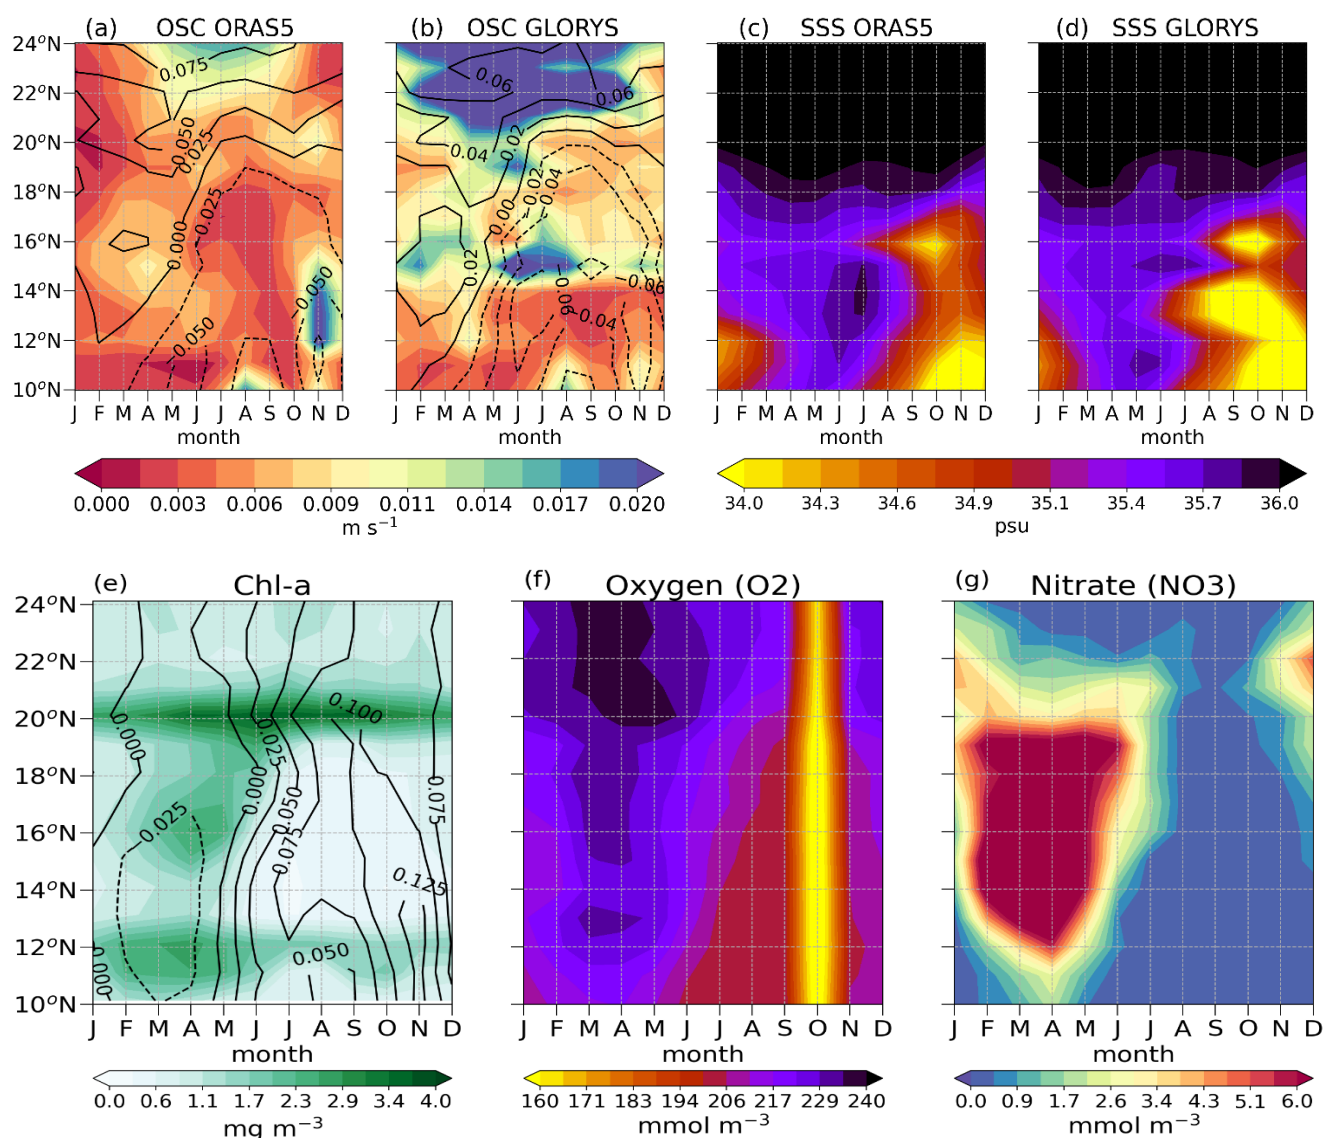 (a) OSC ORAS5
(b) OSC GLORYS
(c) SSS ORAS5
(d) SSS GLORYS
24°N
22°N
20°N
18°N
16°N
14°N
12°N
10°N
0.075
0.050
0.025
0.000
0.025
0.050
0.050
0.06
0.06
0.02
0.04
0.02
0.04
0.00
0.02
0.00
-0.06
-0.04
J F M A M J J A S O N D
J F M A M J J A S O N D
J F M A M J J A S O N D
J F M A M J J A S O N D
month
month
month
month
0.000 0.003 0.006 0.009 0.011 0.014 0.017 0.020
m s⁻¹
34.0 34.3 34.6 34.9 35.1 35.4 35.7 36.0
psu
(e) Chl-a
(f) Oxygen (O2)
(g) Nitrate (NO3)
24°N
22°N
20°N
18°N
16°N
14°N
12°N
10°N
0.000
0.100
0.025
0.000
0.050
0.075
0.075
0.025
0.125
0.050
0.000
J F M A M J J A S O N D
J F M A M J J A S O N D
J F M A M J J A S O N D
month
month
month
0.0 0.6 1.1 1.7 2.3 2.9 3.4 4.0
mg m⁻³
160 171 183 194 206 217 229 240
mmol m⁻³
0.0 0.9 1.7 2.6 3.4 4.3 5.1 6.0
mmol m⁻³